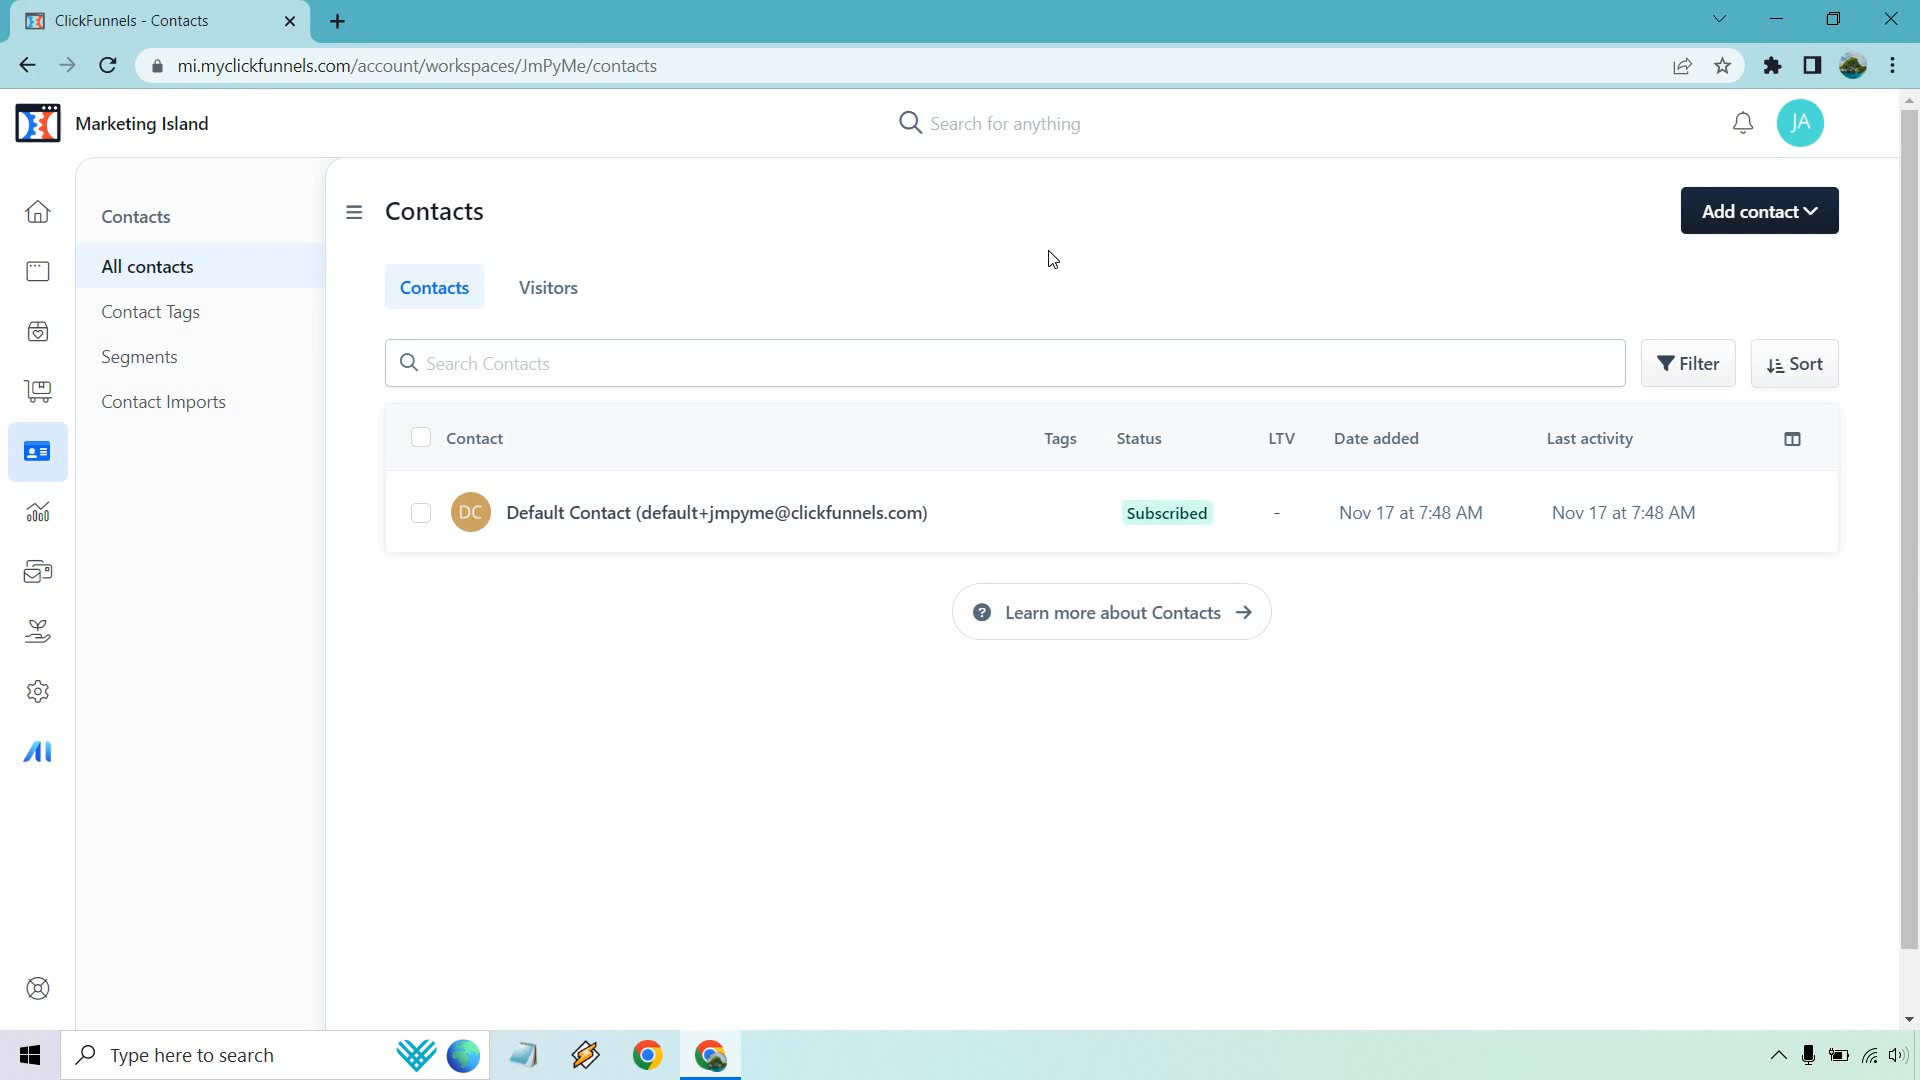 ClickFunnels - Contacts
mi.myclickfunnels.com/account/workspaces/JmPyMe/contacts
Marketing Island
Search for anything
JA
Contacts
All contacts
Contact Tags
Segments
Contact Imports
Contacts
Add contact
Contacts
Visitors
Search Contacts
Filter
Sort
Contact Tags Status LTV Date added Last activity
DC Default Contact (default+jmpyme@clickfunnels.com) Subscribed - Nov 17 at 7:48 AM Nov 17 at 7:48 AM
? Learn more about Contacts
AI
Type here to search